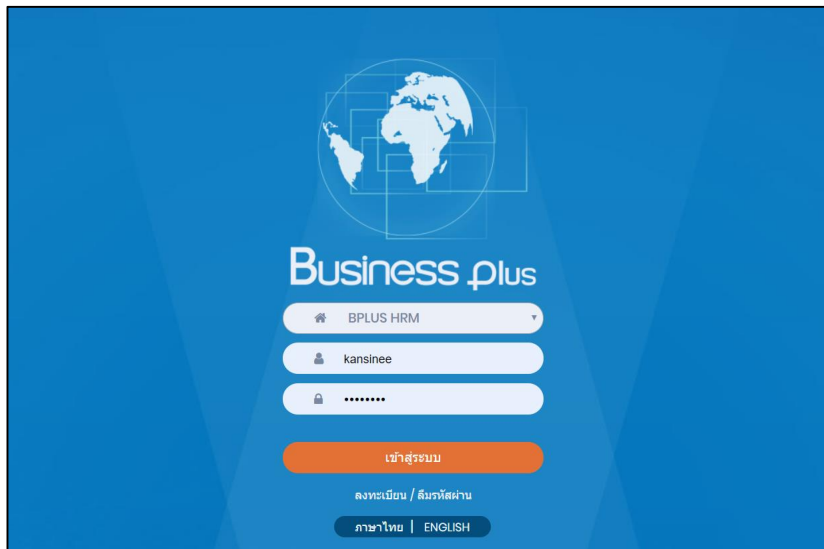 Business Plus
BPLUS HRM
kansinee
••••••••
เข้าสู่ระบบ
ลงทะเบียน / ลืมรหัสผ่าน
ภาษาไทย | ENGLISH